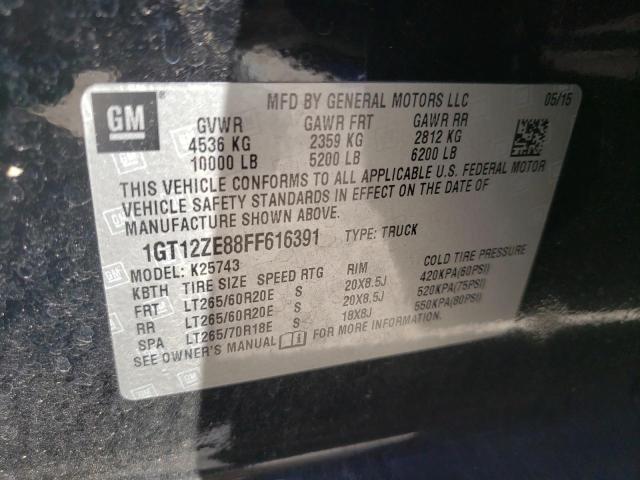 GM
MFD BY GENERAL MOTORS LLC 05/15
GVWR GAWR FRT GAWR RR
4536 KG 2359 KG 2812 KG
10000 LB 5200 LB 6200 LB
THIS VEHICLE CONFORMS TO ALL APPLICABLE U.S. FEDERAL MOTOR
VEHICLE SAFETY STANDARDS IN EFFECT ON THE DATE OF
MANUFACTURE SHOWN ABOVE.
1GT12ZE88FF616391 TYPE: TRUCK
MODEL: K25743
KBTH TIRE SIZE SPEED RTG RIM COLD TIRE PRESSURE
FRT LT265/60R20E S 20X8.5J 420KPA(60PSI)
RR LT265/60R20E S 20X8.5J 520KPA(75PSI)
SPA LT265/70R18E S 18X8J 550KPA(80PSI)
SEE OWNER'S MANUAL FOR MORE INFORMATION.